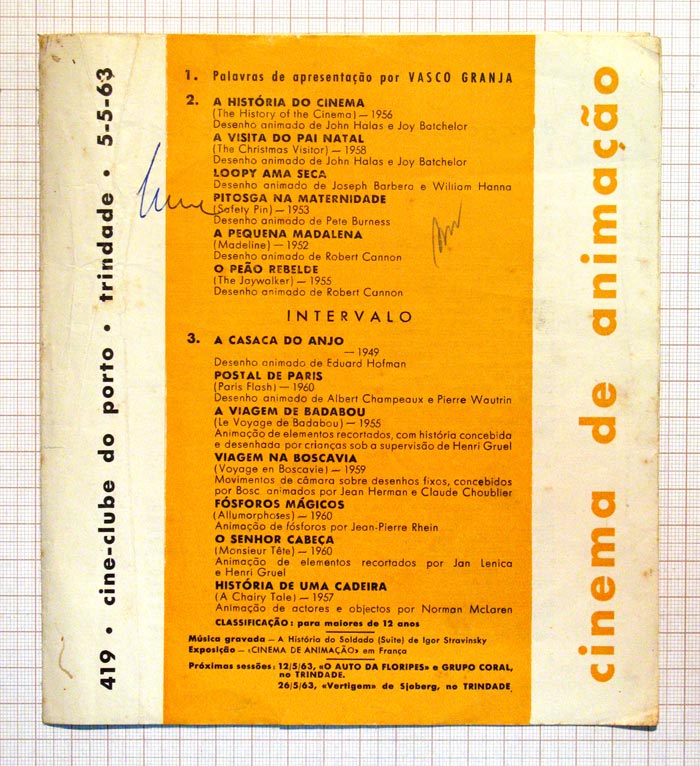 419 • cine-clube do porto • trindade • 5-5-63
1. Palavras de apresentação por VASCO GRANJA
2. A HISTÓRIA DO CINEMA
(The History of the Cinema) — 1956
Desenho animado de John Halas e Joy Batchelor
A VISITA DO PAI NATAL
(The Christmas Visitor) — 1958
Desenho animado de John Halas e Joy Batchelor
LOOPY AMA SECA
Desenho animado de Joseph Barbera e William Hanna
PITOSGA NA MATERNIDADE
(Safety Pin) — 1953
Desenho animado de Pete Burness
A PEQUENA MADALENA
(Madeline) — 1952
Desenho animado de Robert Cannon
O PEÃO REBELDE
(The Jaywalker) — 1955
Desenho animado de Robert Cannon
INTERVALO
3. A CASACA DO ANJO
— 1949
Desenho animado de Eduard Hofman
POSTAL DE PARIS
(Paris Flash) — 1960
Desenho animado de Albert Champeaux e Pierre Wautrin
A VIAGEM DE BADABOU
(Le Voyage de Badabou) — 1955
Animação de elementos recortados, com história concebida
e desenhada por crianças sob a supervisão de Henri Gruel
VIAGEM NA BOSCAVIA
(Voyage en Boscavie) — 1959
Movimentos de câmara sobre desenhos fixos, concebidos
por Bosc. animados por Jean Herman e Claude Choublier
FÓSFOROS MÁGICOS
(Allumorphoses) — 1960
Animação de fósforos por Jean-Pierre Rhein
O SENHOR CABEÇA
(Monsieur Tête) — 1960
Animação de elementos recortados por Jan Lenica
e Henri Gruel
HISTÓRIA DE UMA CADEIRA
(A Chairy Tale) — 1957
Animação de actores e objectos por Norman McLaren
CLASSIFICAÇÃO: para maiores de 12 anos
Música gravada — A História do Soldado (Suite) de Igor Stravinsky
Exposição — «CINEMA DE ANIMAÇÃO» em França
Próximas sessões: 12/5/63, «O AUTO DA FLORIPES» e GRUPO CORAL,
no TRINDADE.
26/5/63, «Vertigem» de Sjoberg, no TRINDADE
cinema de animação